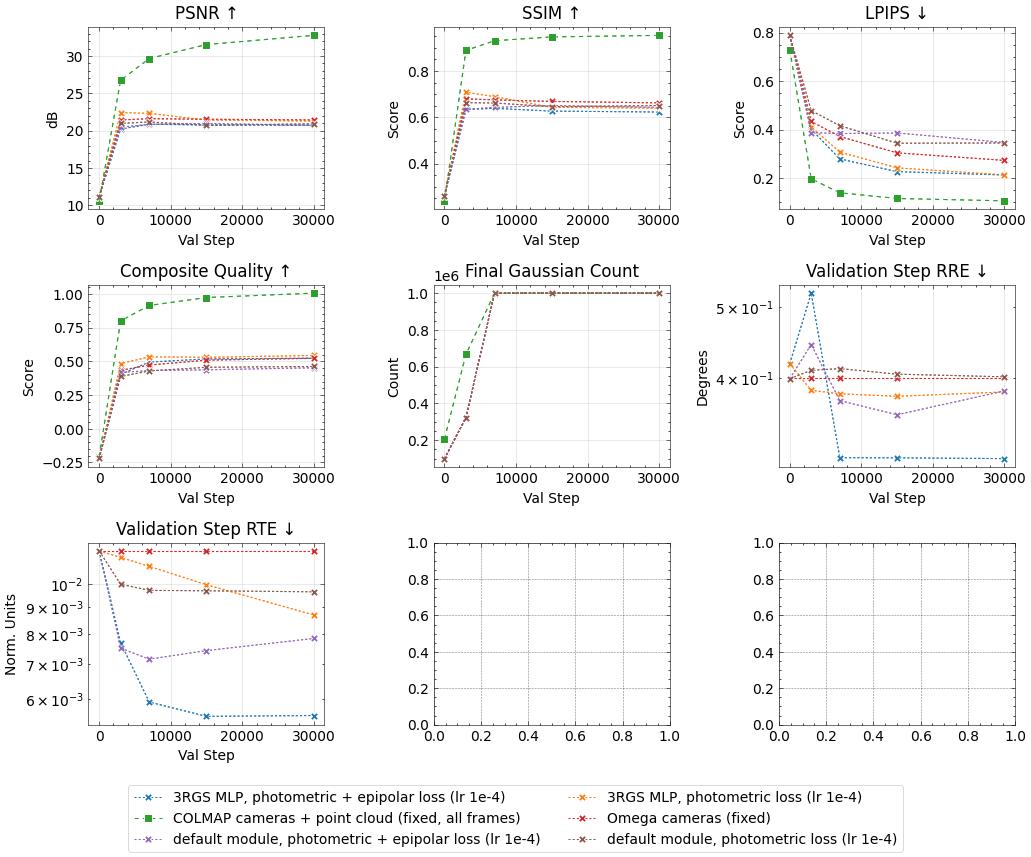 PSNR ↑
dB
30
25
20
15
10
0 10000 20000 30000
Val Step
SSIM ↑
Score
0.8
0.6
0.4
0 10000 20000 30000
Val Step
LPIPS ↓
Score
0.8
0.6
0.4
0.2
0 10000 20000 30000
Val Step
Composite Quality ↑
Score
1.00
0.75
0.50
0.25
0.00
−0.25
0 10000 20000 30000
Val Step
1e6 Final Gaussian Count
Count
1.0
0.8
0.6
0.4
0.2
0 10000 20000 30000
Val Step
Validation Step RRE ↓
Degrees
5 × 10⁻¹
4 × 10⁻¹
0 10000 20000 30000
Val Step
Validation Step RTE ↓
Norm. Units
10⁻²
9 × 10⁻³
8 × 10⁻³
7 × 10⁻³
6 × 10⁻³
0 10000 20000 30000
Val Step
1.0
0.8
0.6
0.4
0.2
0.0
0.0 0.2 0.4 0.6 0.8 1.0
1.0
0.8
0.6
0.4
0.2
0.0
0.0 0.2 0.4 0.6 0.8 1.0
3RGS MLP, photometric + epipolar loss (lr 1e-4)
COLMAP cameras + point cloud (fixed, all frames)
default module, photometric + epipolar loss (lr 1e-4)
3RGS MLP, photometric loss (lr 1e-4)
Omega cameras (fixed)
default module, photometric loss (lr 1e-4)